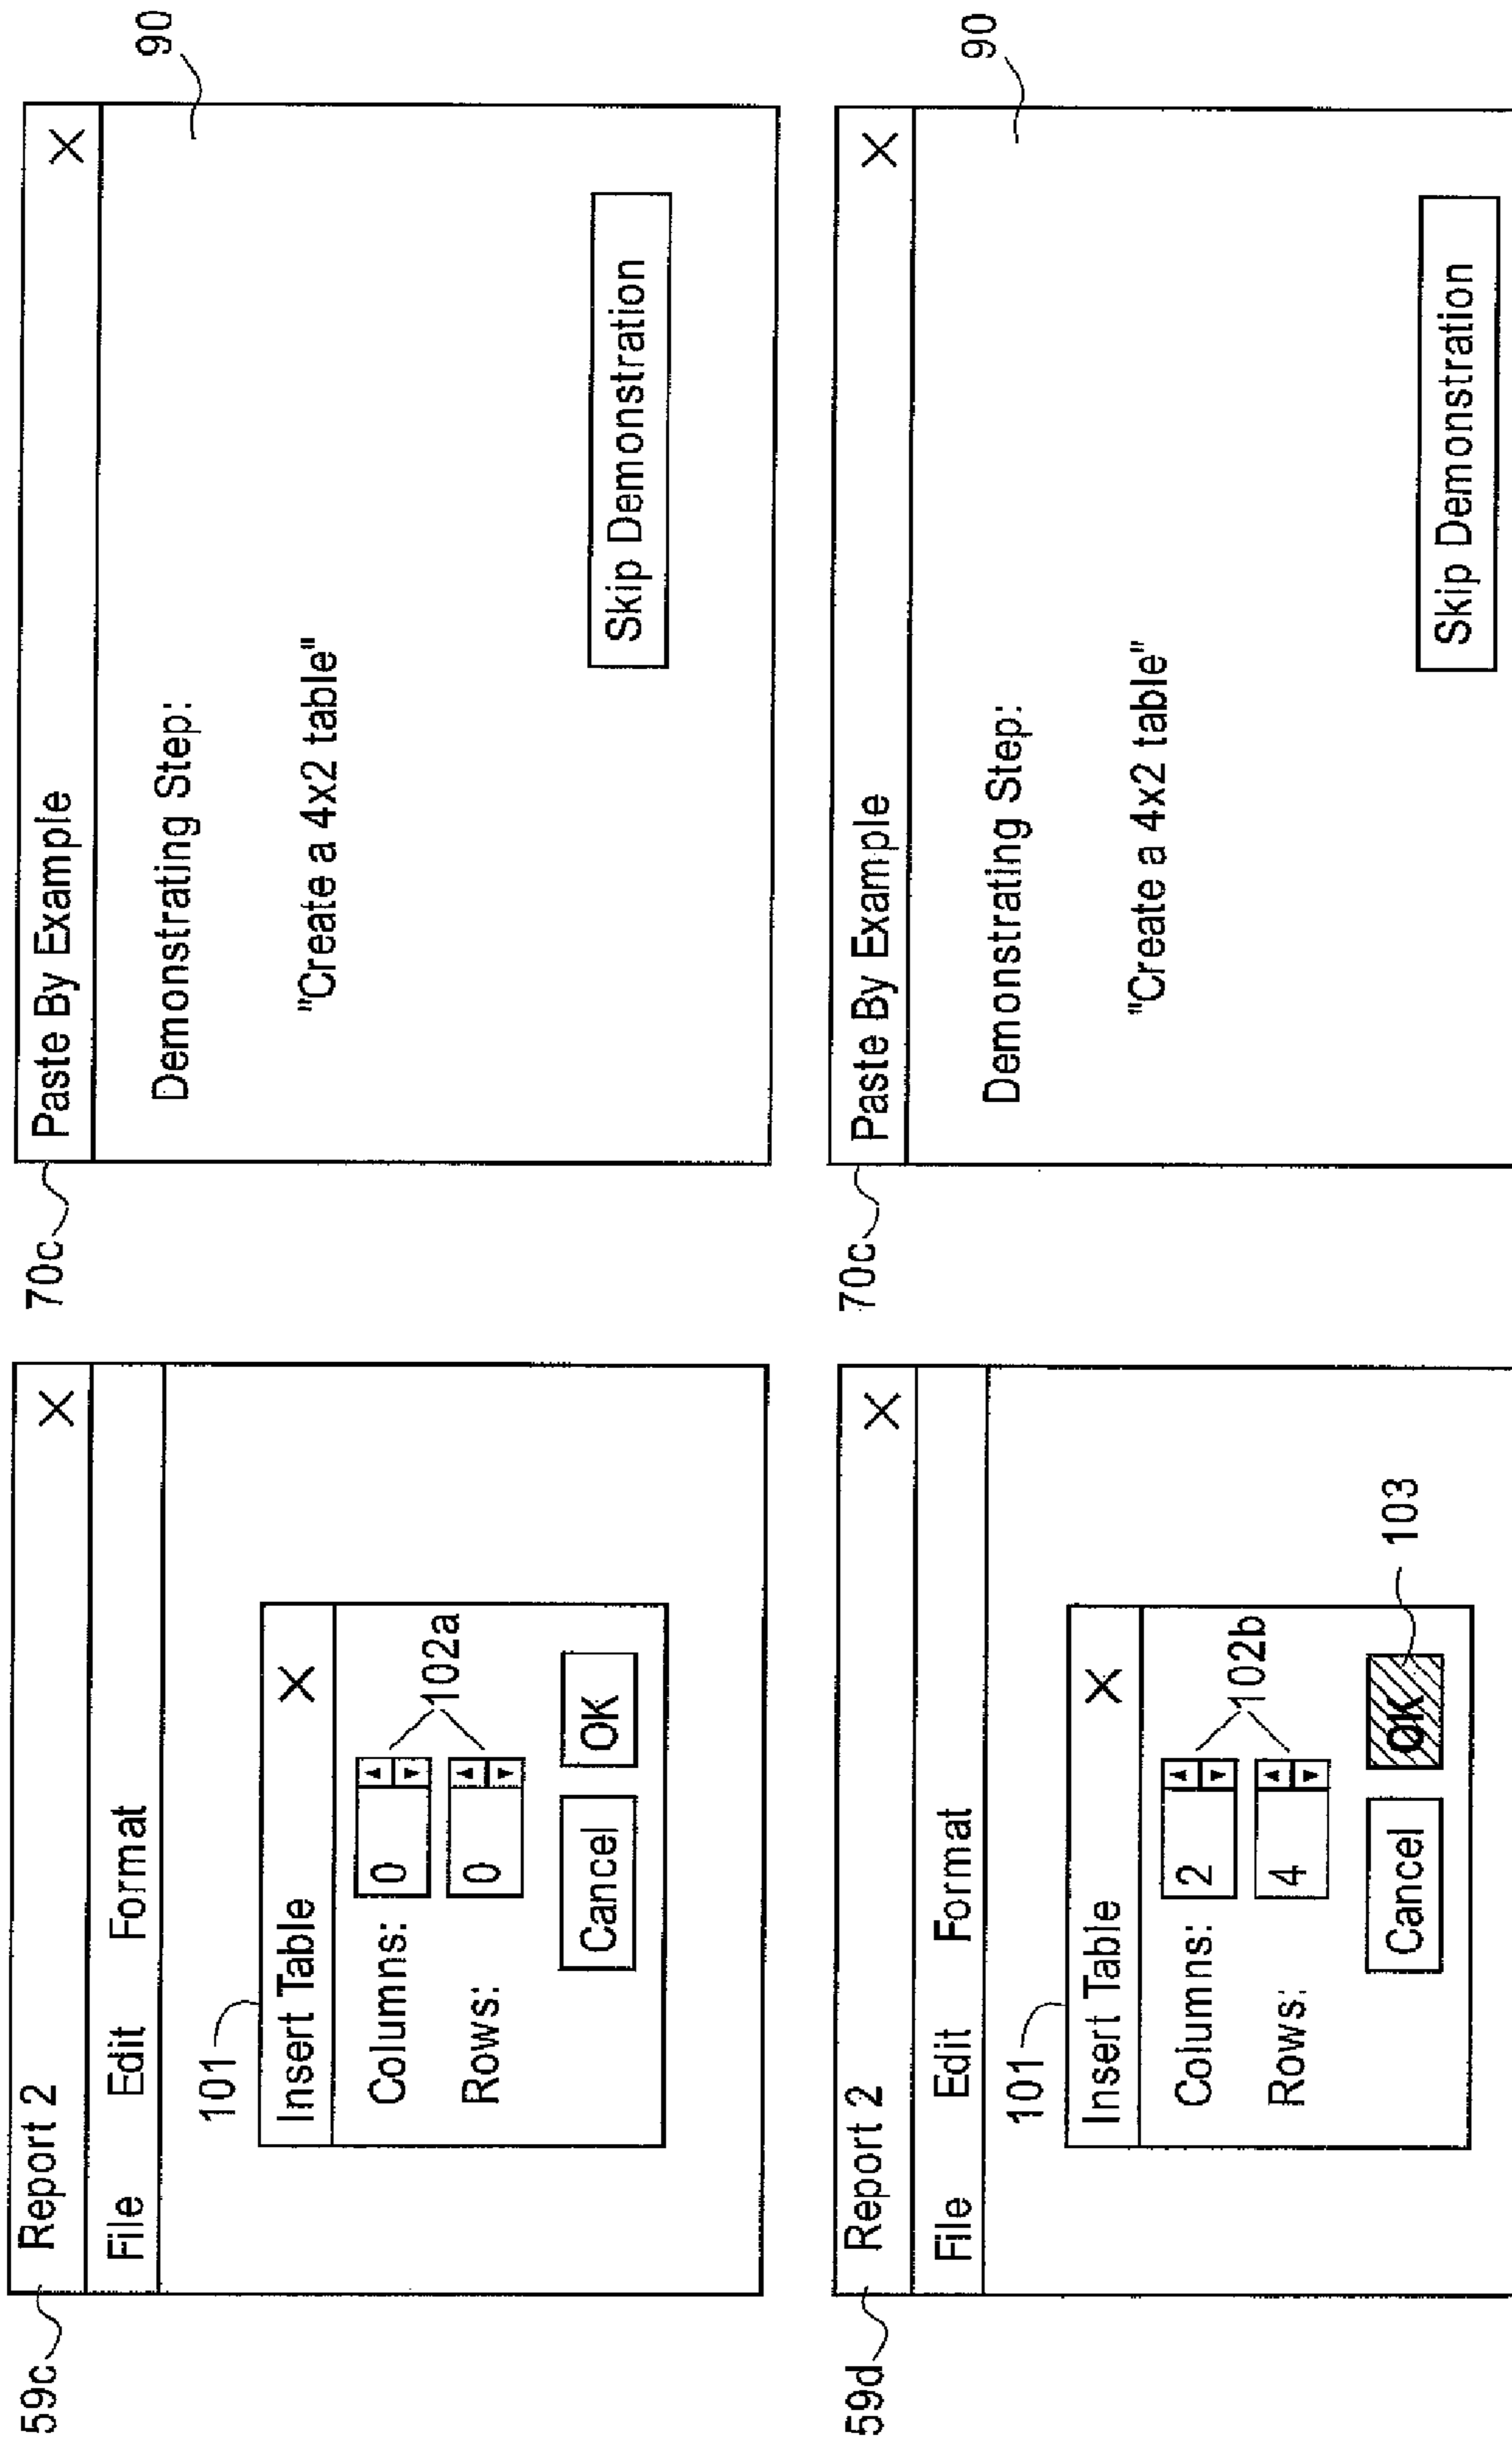 59c
Report 2
X
File Edit Format
101
Insert Table
X
Columns: 0
102a
Rows: 0
Cancel OK
70c
Paste By Example
X
90
Demonstrating Step:
"Create a 4x2 table"
Skip Demonstration
59d
Report 2
X
File Edit Format
101
Insert Table
X
Columns: 2
102b
Rows: 4
Cancel OK
103
70c
Paste By Example
X
90
Demonstrating Step:
"Create a 4x2 table"
Skip Demonstration